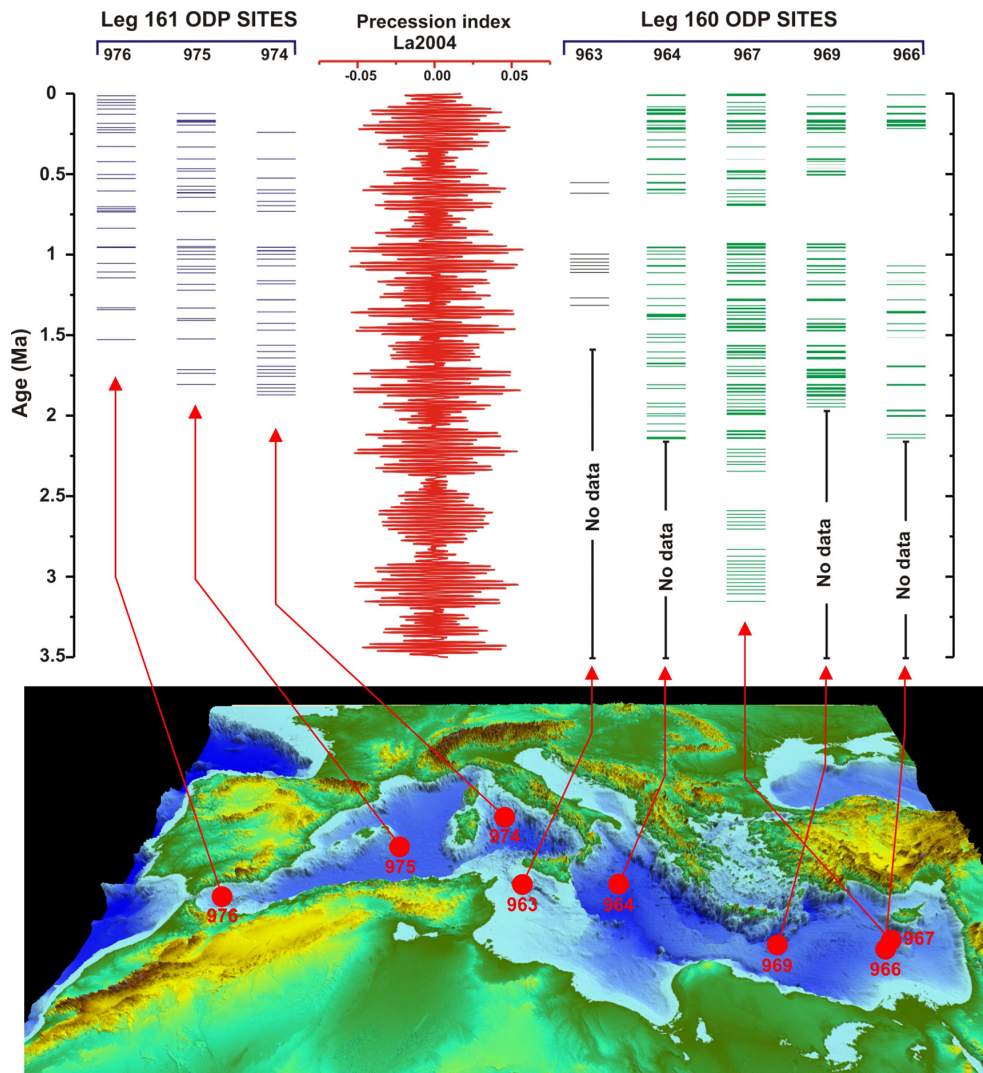 Leg 161 ODP SITES
Precession index
La2004
Leg 160 ODP SITES
976 975 974
-0.05 0.00 0.05
963 964 967 969 966
Age (Ma)
0
0.5
1
1.5
2
2.5
3
3.5
No data
No data
No data
No data
974
975
976
963
964
969
967
966